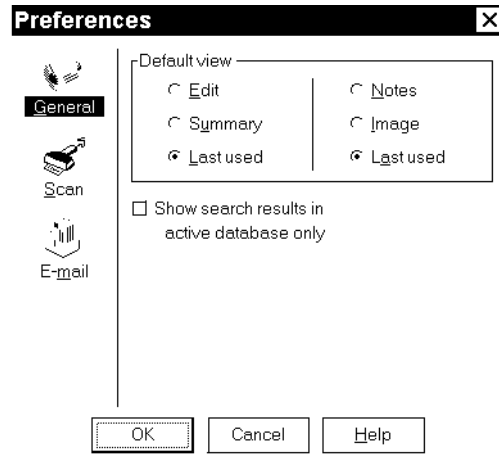 Preferences
General
Scan
E-mail
Default view
Edit
Summary
Last used
Notes
Image
Last used
Show search results in
active database only
OK
Cancel
Help